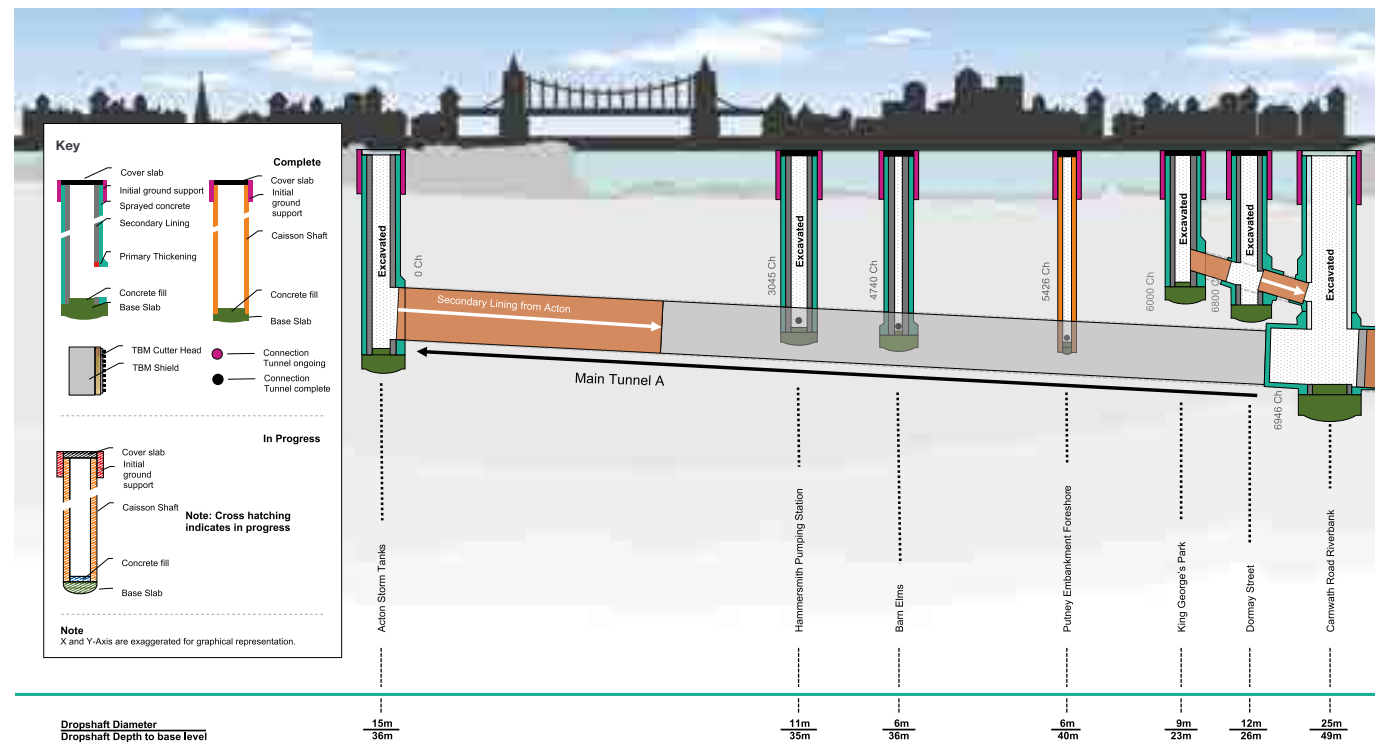 Key
Complete
Cover slab
Initial ground support
Sprayed concrete
Secondary Lining
Primary Thickening
Concrete fill
Base Slab
Cover slab
Initial
ground
support
Caisson Shaft
Concrete fill
Base Slab
TBM Cutter Head
TBM Shield
Connection
Tunnel ongoing
Connection
Tunnel complete
In Progress
Cover slab
Initial
ground
support
Caisson Shaft
Note: Cross hatching
indicates in progress
Concrete fill
Base Slab
Note
X and Y-Axis are exaggerated for graphical representation.
Excavated
0 Ch
Secondary Lining from Acton
Main Tunnel A
3045 Ch
Excavated
4740 Ch
Excavated
5426 Ch
6000 Ch
Excavated
6800 Ch
Excavated
6946 Ch
Excavated
Acton Storm Tanks
Hammersmith Pumping Station
Barn Elms
Putney Embankment Foreshore
King George's Park
Dormay Street
Carnwath Road Riverbank
Dropshaft Diameter 15m 11m 6m 6m 9m 12m 25m
Dropshaft Depth to base level 36m 35m 36m 40m 23m 26m 49m